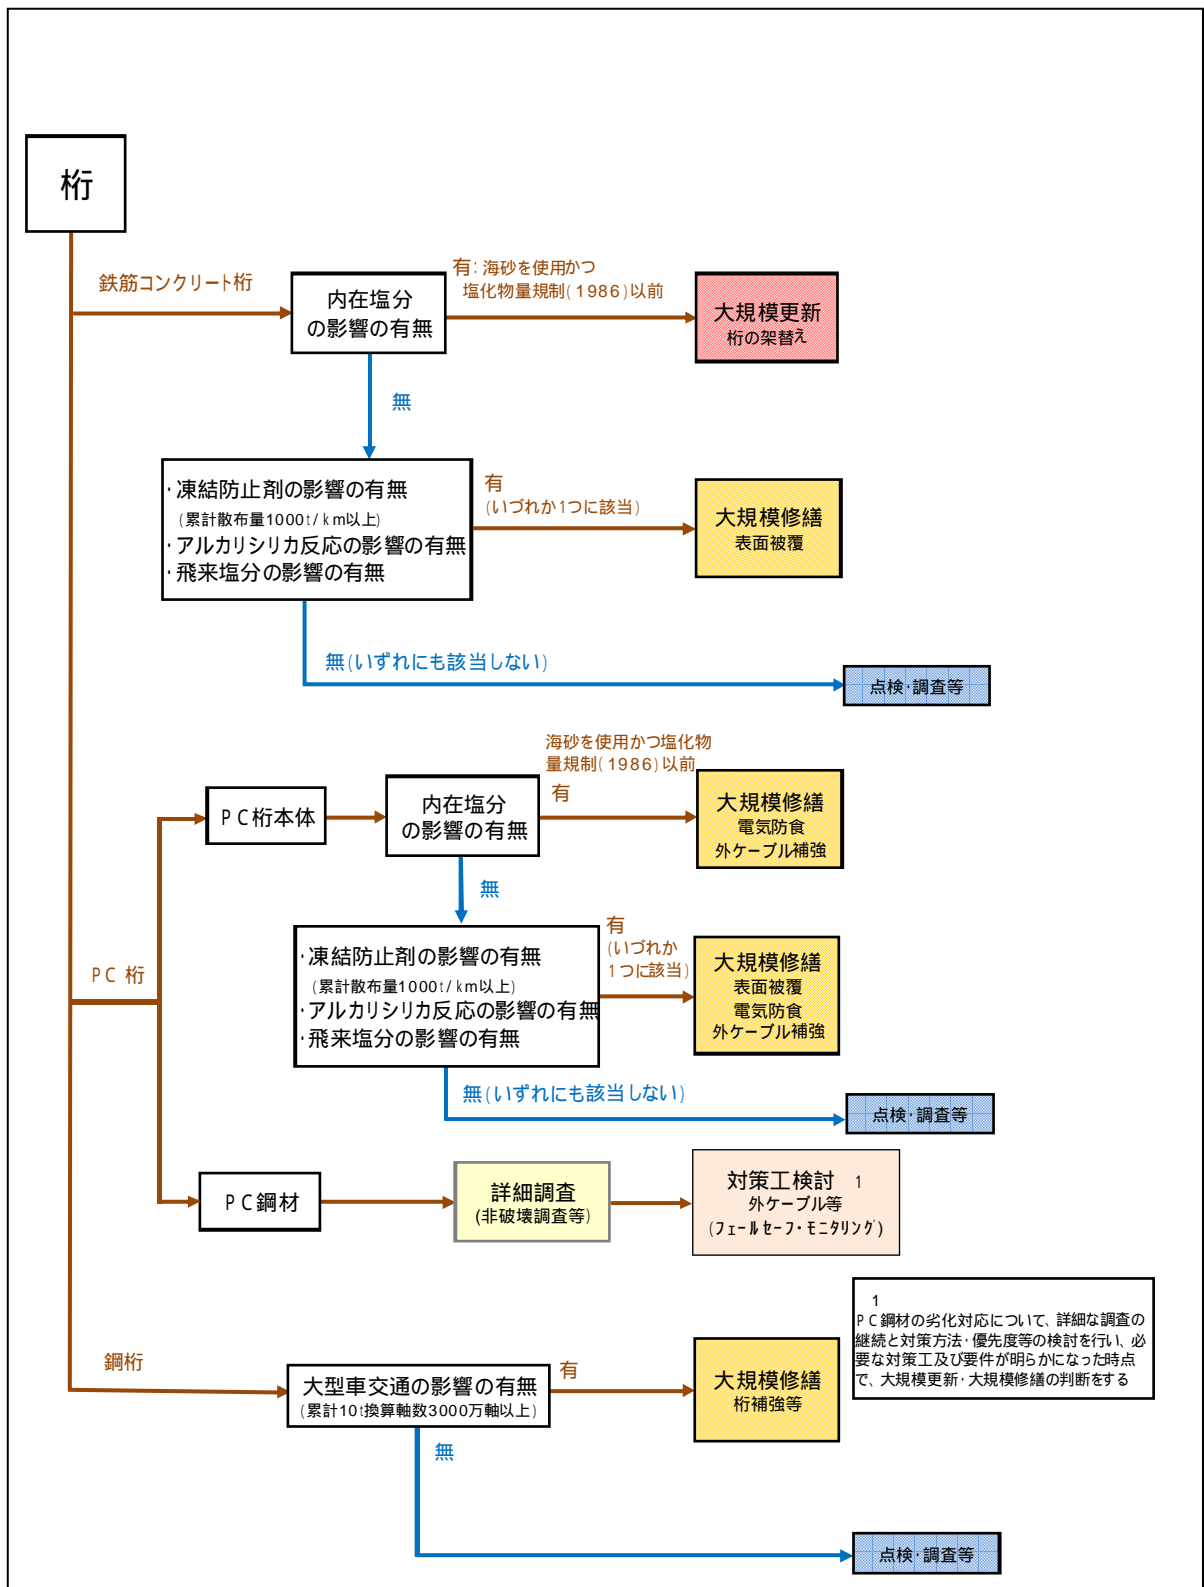 桁
鉄筋コンクリート桁
内在塩分
の影響の有無
有:海砂を使用かつ
塩化物量規制(1986)以前
大規模更新
桁の架替え
無
・凍結防止剤の影響の有無
(累計散布量1000t/km以上)
・アルカリシリカ反応の影響の有無
・飛来塩分の影響の有無
有
(いづれか1つに該当)
大規模修繕
表面被覆
無(いずれにも該当しない)
点検・調査等
PC 桁
PC桁本体
内在塩分
の影響の有無
海砂を使用かつ塩化物
量規制(1986)以前
有
大規模修繕
電気防食
外ケーブル補強
無
・凍結防止剤の影響の有無
(累計散布量1000t/km以上)
・アルカリシリカ反応の影響の有無
・飛来塩分の影響の有無
有
(いづれか
1つに該当)
大規模修繕
表面被覆
電気防食
外ケーブル補強
無(いずれにも該当しない)
点検・調査等
PC鋼材
詳細調査
(非破壊調査等)
対策工検討 1
外ケーブル等
(フェールセーフ・モニタリング)
1
PC鋼材の劣化対応について、詳細な調査の
継続と対策方法・優先度等の検討を行い、必
要な対策工及び要件が明らかになった時点
で、大規模更新・大規模修繕の判断をする
鋼桁
大型車交通の影響の有無
(累計10t換算軸数3000万軸以上)
有
大規模修繕
桁補強等
無
点検・調査等